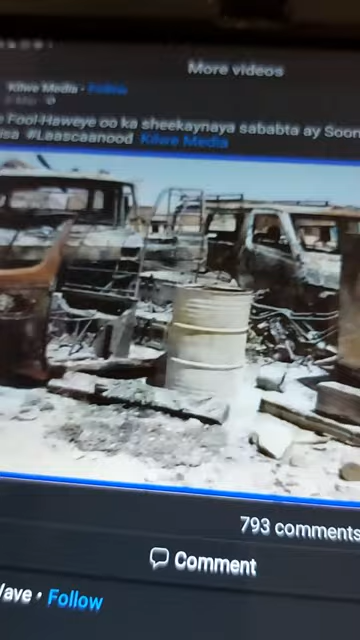 More videos
Kilwe Media • Follow
Fool-Haweye oo ka sheekaynaya sababta ay Soon
#Laascaanood Kilwe Media
793 comments
Comment
Wave • Follow